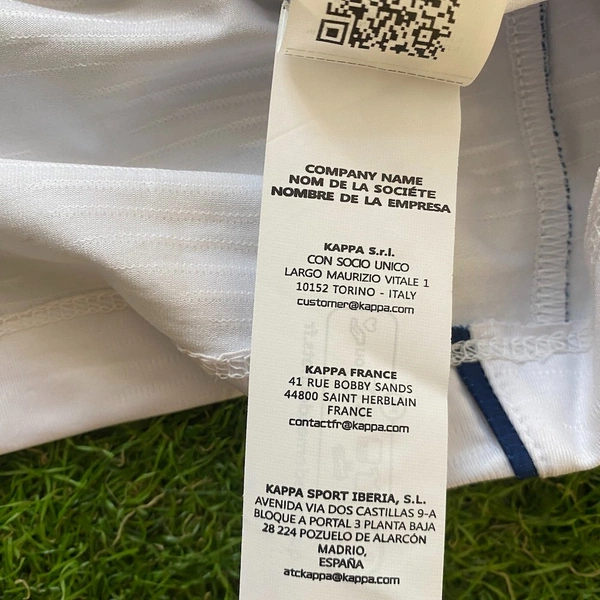 COMPANY NAME
NOM DE LA SOCIÉTE
NOMBRE DE LA EMPRESA
KAPPA S.r.l.
CON SOCIO UNICO
LARGO MAURIZIO VITALE 1
10152 TORINO - ITALY
customer@kappa.com
KAPPA FRANCE
41 RUE BOBBY SANDS
44800 SAINT HERBLAIN
FRANCE
contactfr@kappa.com
KAPPA SPORT IBERIA, S.L.
AVENIDA VIA DOS CASTILLAS 9-A
BLOQUE A PORTAL 3 PLANTA BAJA
28 224 POZUELO DE ALARCÓN
MADRID,
ESPAÑA
atckappa@kappa.com